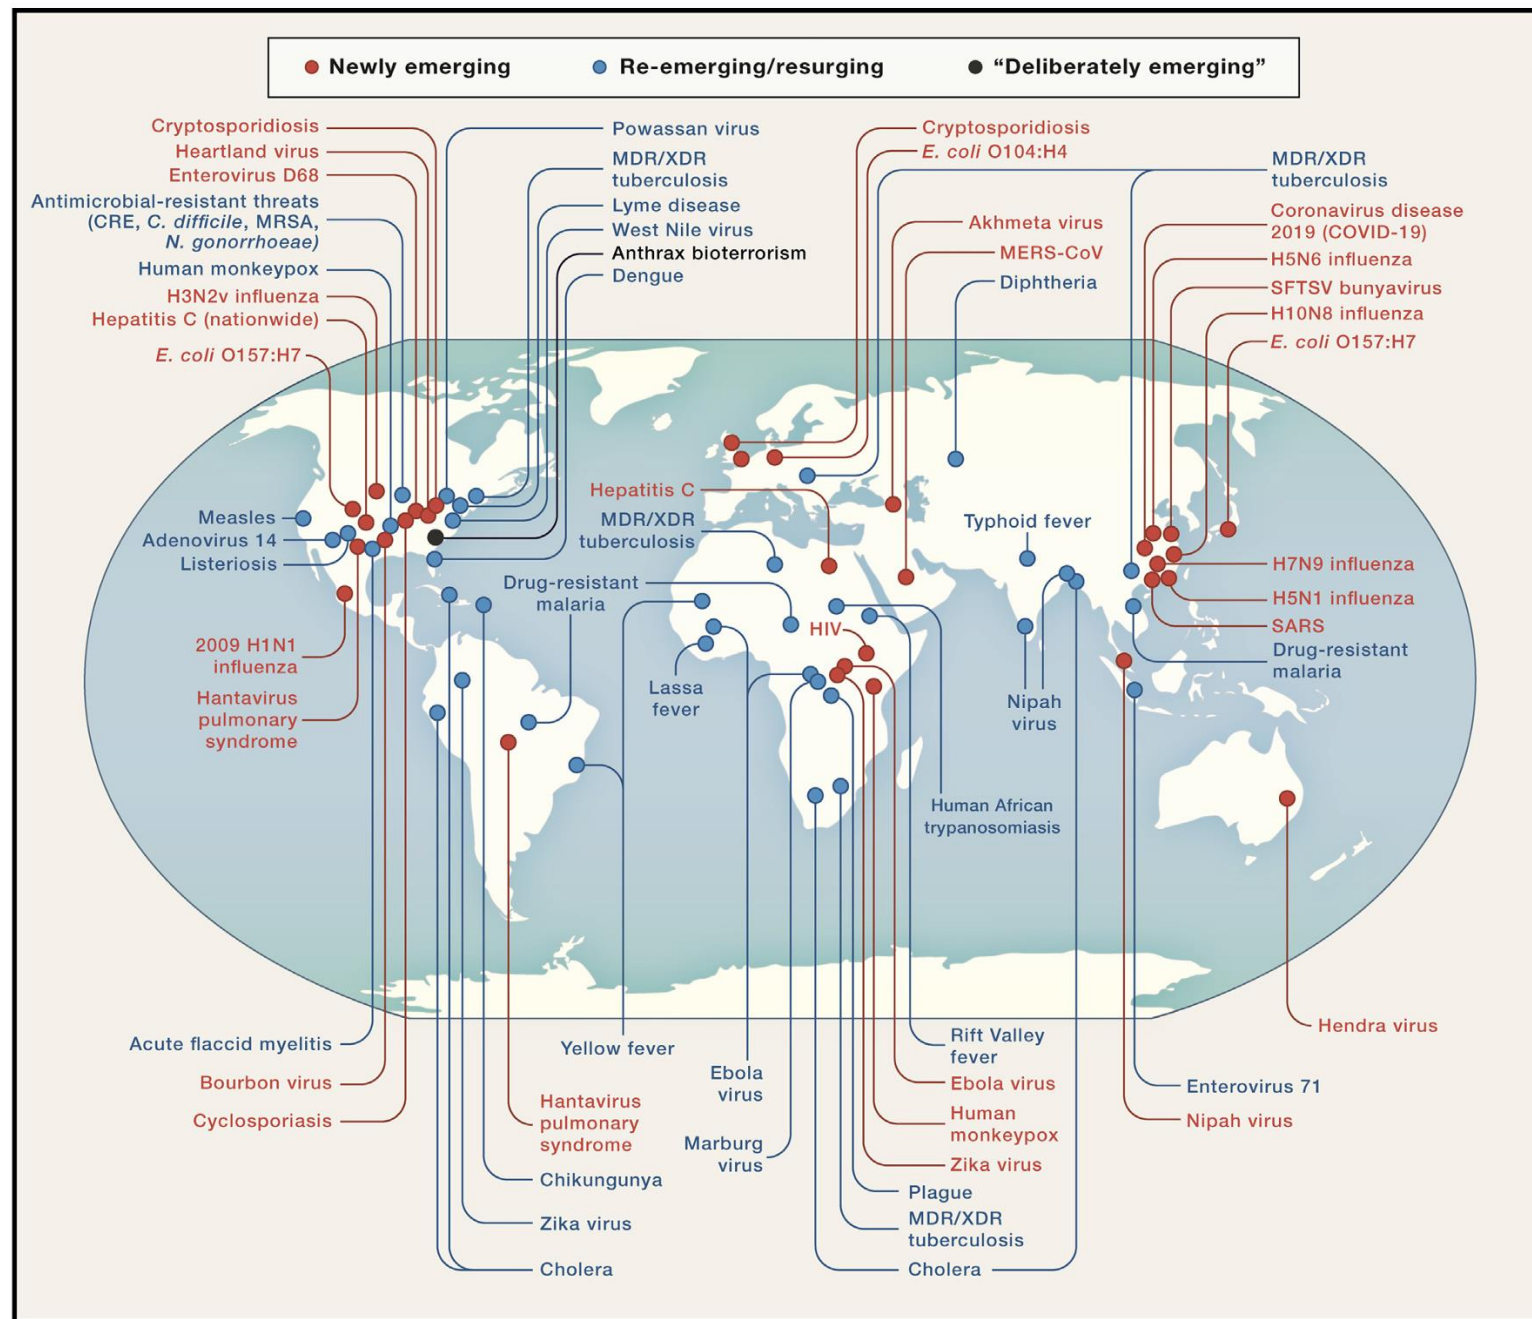 Newly emerging
Re-emerging/resurging
“Deliberately emerging”
Cryptosporidiosis
Heartland virus
Enterovirus D68
Antimicrobial-resistant threats
(CRE, C. difficile, MRSA,
N. gonorrhoeae)
Human monkeypox
H3N2v influenza
Hepatitis C (nationwide)
E. coli O157:H7
Powassan virus
MDR/XDR
tuberculosis
Lyme disease
West Nile virus
Anthrax bioterrorism
Dengue
Cryptosporidiosis
E. coli O104:H4
Akhmeta virus
MERS-CoV
Diphtheria
MDR/XDR
tuberculosis
Coronavirus disease
2019 (COVID-19)
H5N6 influenza
SFTSV bunyavirus
H10N8 influenza
E. coli O157:H7
Measles
Adenovirus 14
Listeriosis
2009 H1N1
influenza
Hantavirus
pulmonary
syndrome
Hepatitis C
MDR/XDR
tuberculosis
Drug-resistant
malaria
HIV
Lassa
fever
Typhoid fever
Nipah
virus
Human African
trypanosomiasis
H7N9 influenza
H5N1 influenza
SARS
Drug-resistant
malaria
Hendra virus
Acute flaccid myelitis
Bourbon virus
Cyclosporiasis
Yellow fever
Hantavirus
pulmonary
syndrome
Chikungunya
Zika virus
Cholera
Ebola
virus
Marburg
virus
Rift Valley
fever
Ebola virus
Human
monkeypox
Zika virus
Plague
MDR/XDR
tuberculosis
Cholera
Enterovirus 71
Nipah virus